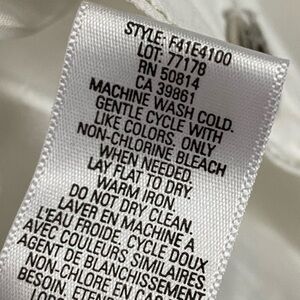 STYLE: F41E4100
LOT: 77178
RN 50814
CA 39861
MACHINE WASH COLD.
GENTLE CYCLE WITH
LIKE COLORS. ONLY
NON-CHLORINE BLEACH
WHEN NEEDED.
LAY FLAT TO DRY.
WARM IRON.
DO NOT DRY CLEAN.
LAVER EN MACHINE A
L'EAU FROIDE. CYCLE DOUX
AVEC COULEURS SIMILAIRES.
AGENT DE BLANCHISSEMENT
NON-CHLORE EN CAS
BESOIN. ETEN